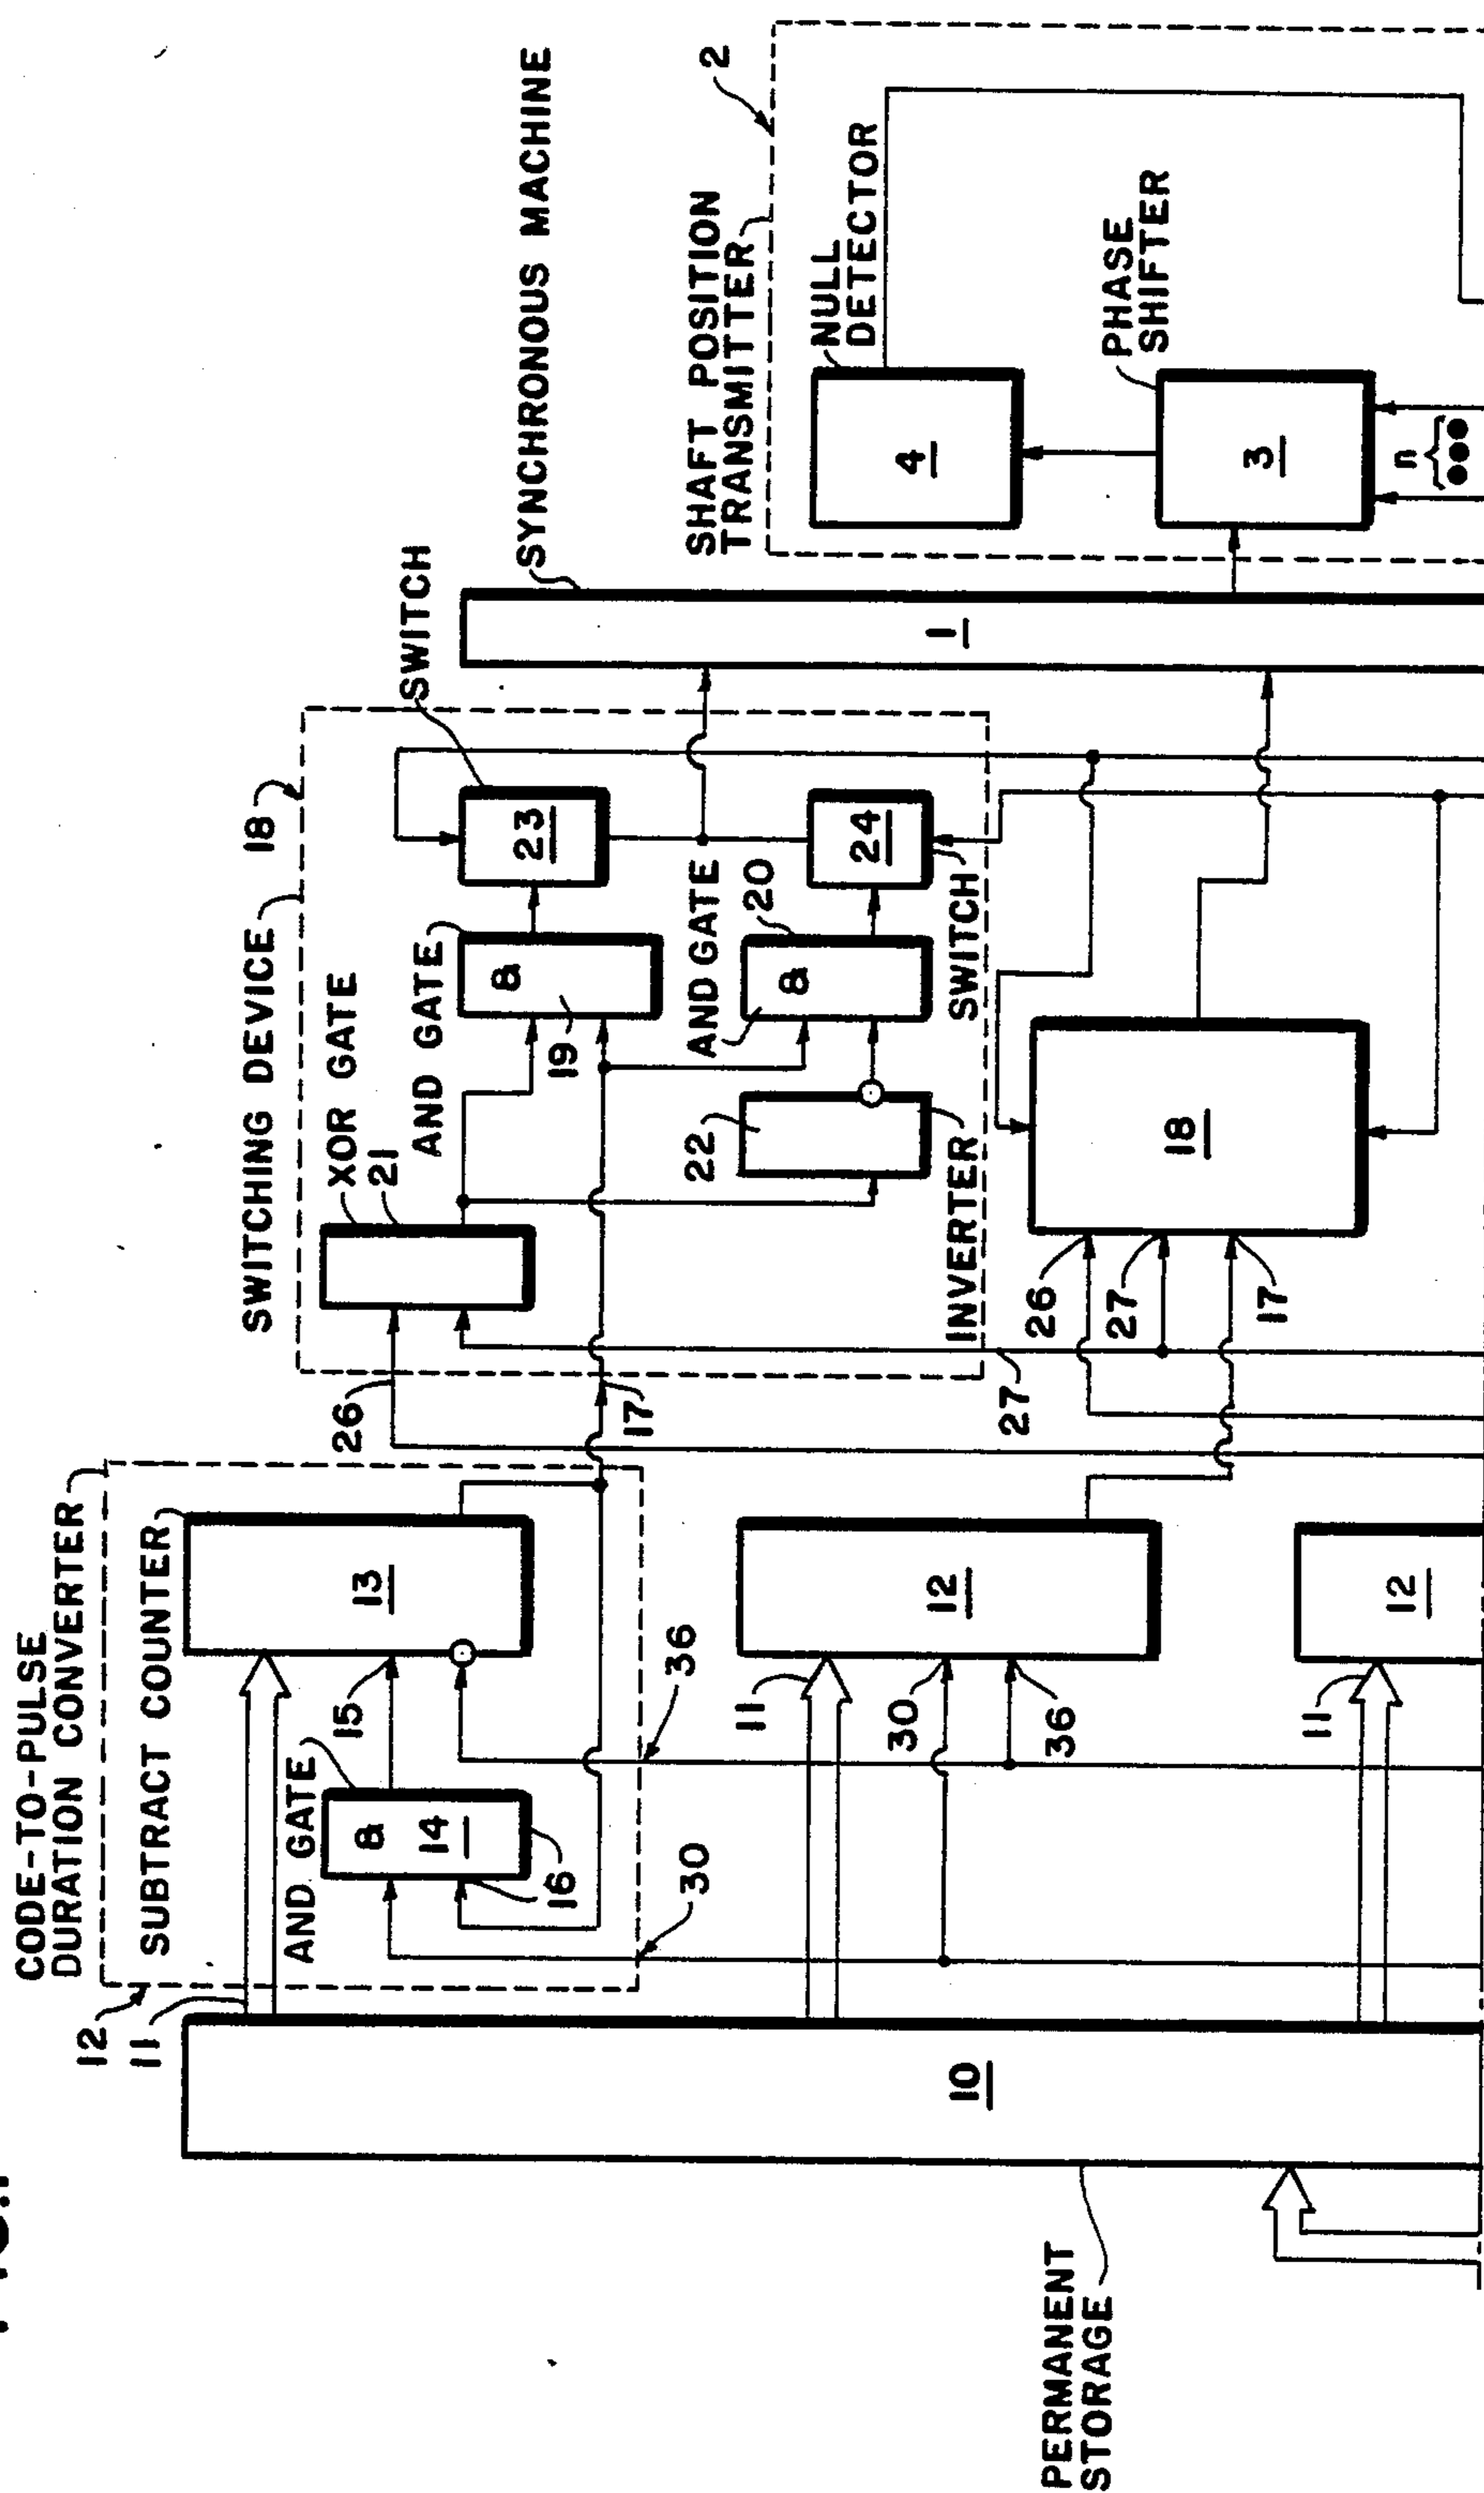 CODE-TO-PULSE
DURATION CONVERTER
12
11
SUBTRACT COUNTER
13
AND GATE
&
14
15
16
30
36
10
PERMANENT
STORAGE
11
30
36
12
11
12
SWITCHING DEVICE
18
26
17
XOR GATE
21
AND GATE
&
19
SWITCH
23
AND GATE
20
&
22
INVERTER
24
SWITCH
27
26
27
17
18
SYNCHRONOUS MACHINE
1
SHAFT POSITION
TRANSMITTER
2
NULL
DETECTOR
4
PHASE
SHIFTER
3
n